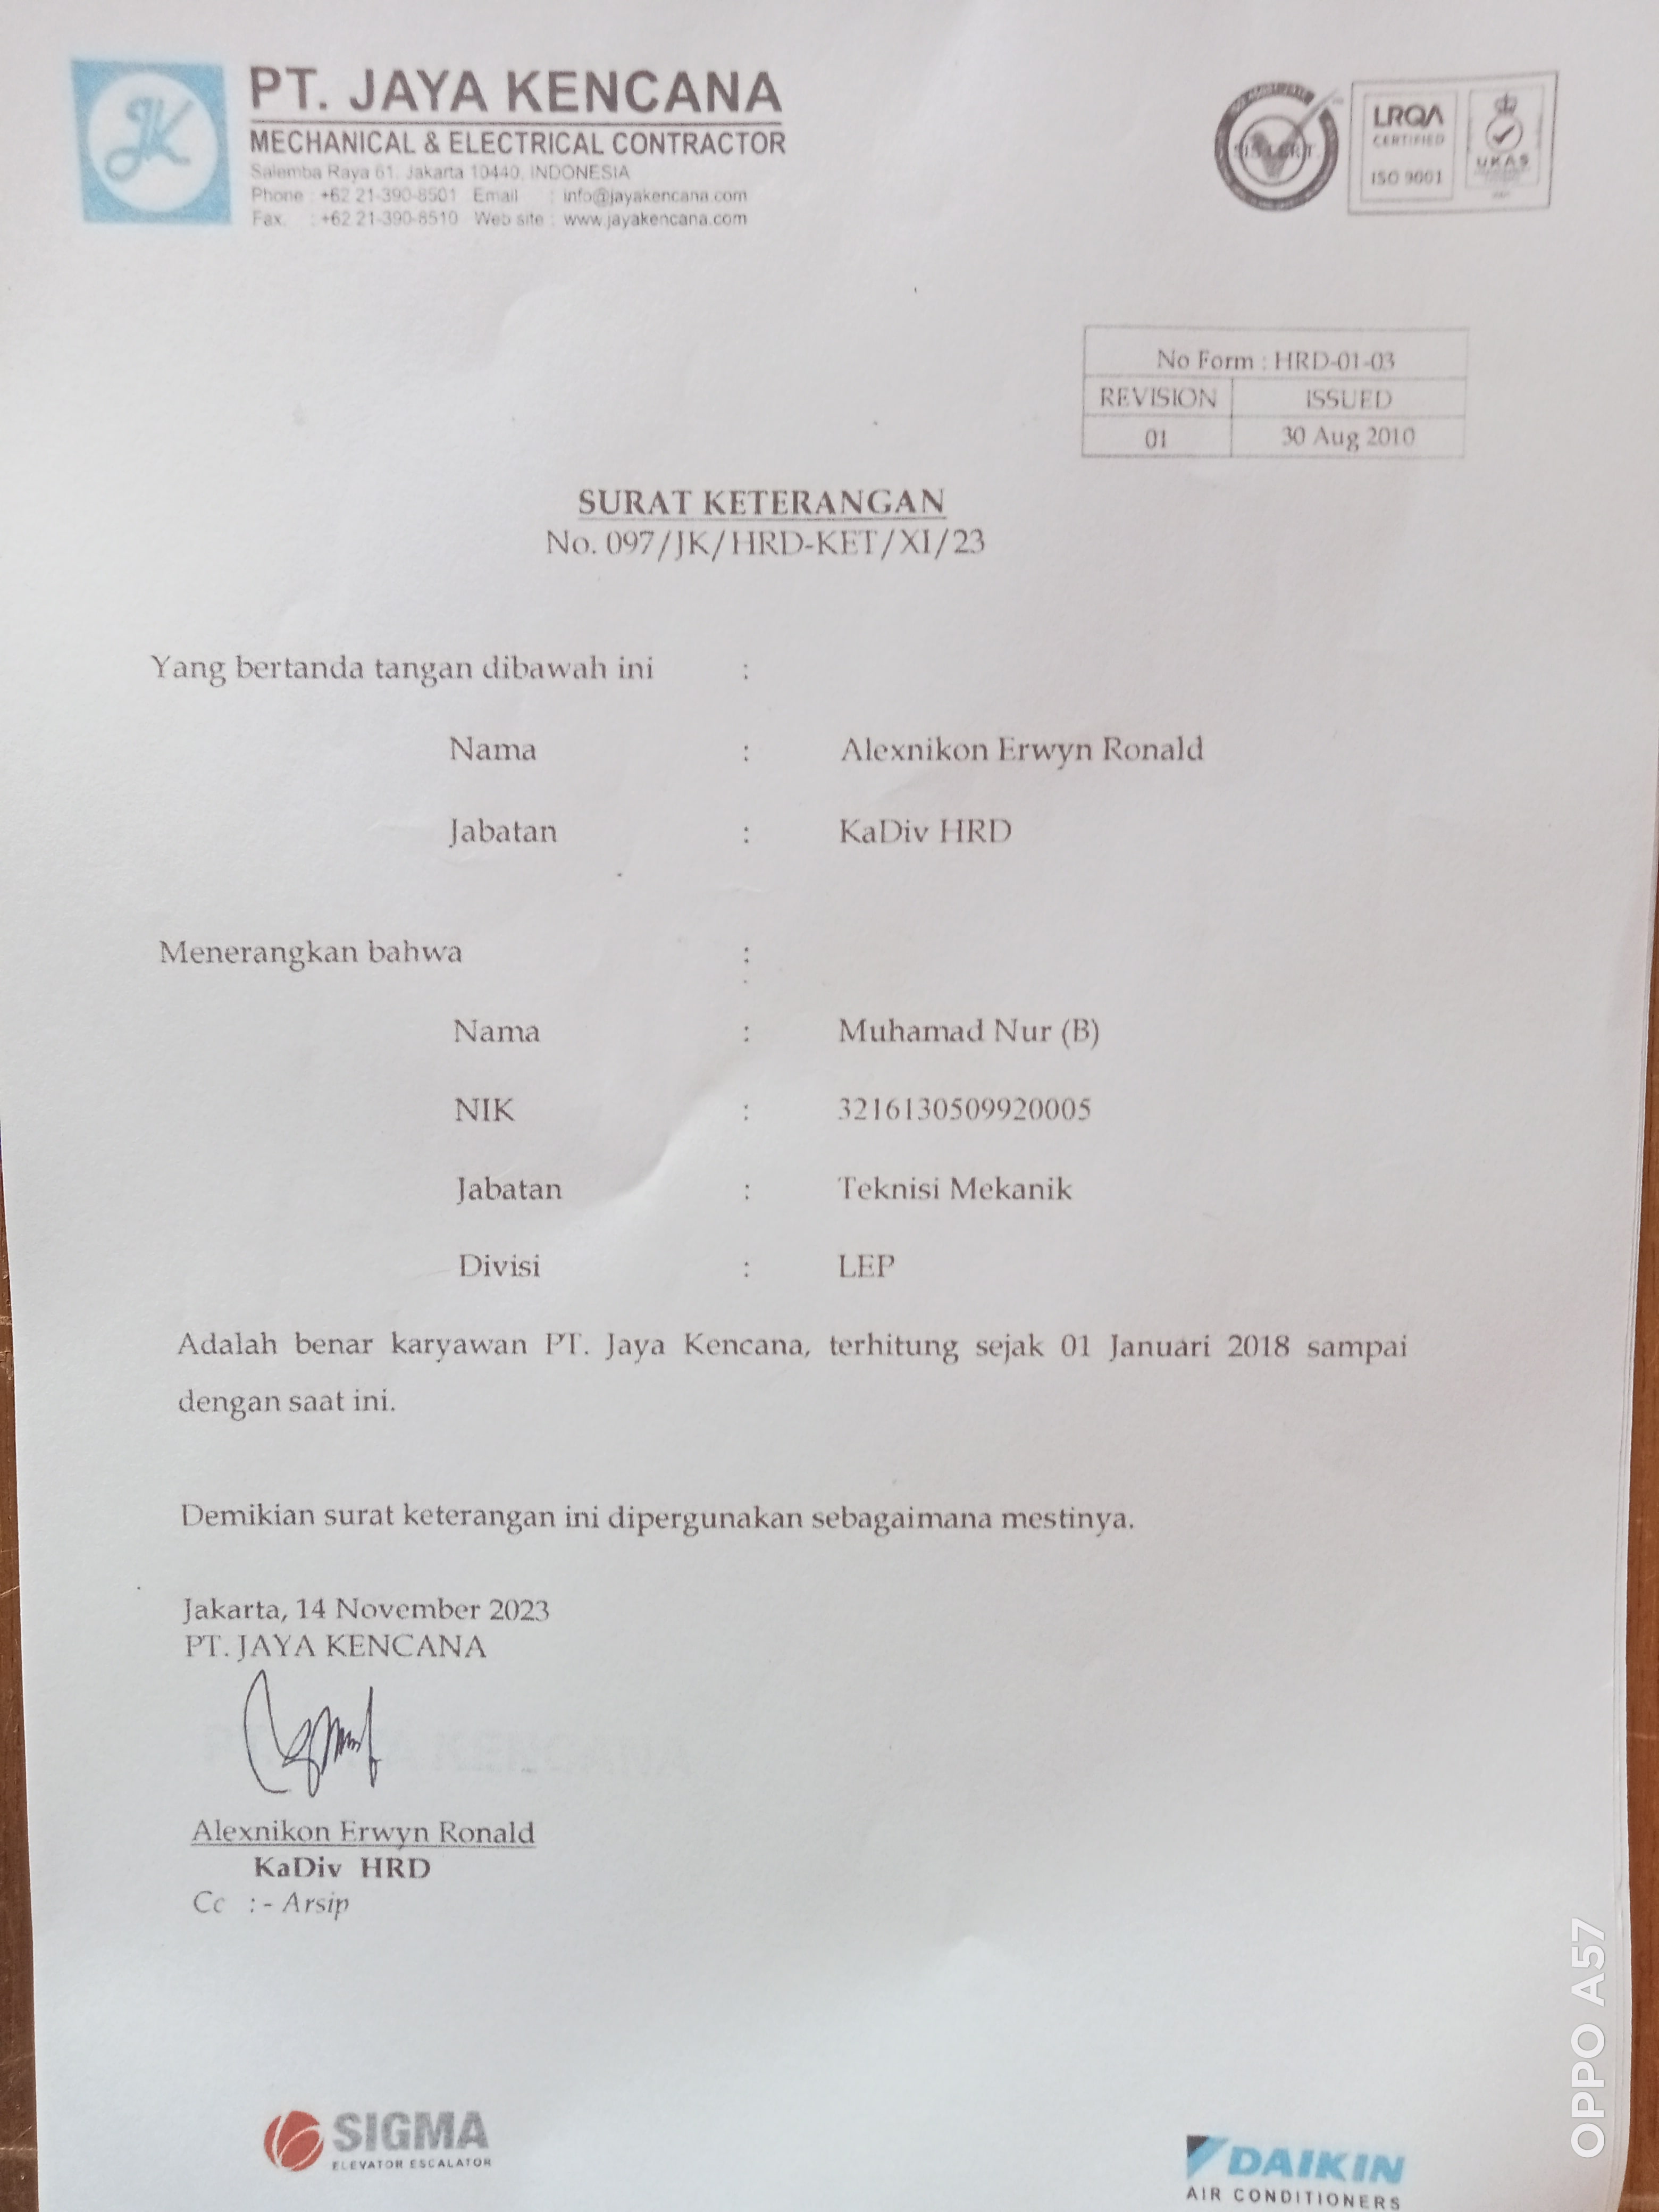 JK
PT. JAYA KENCANA
MECHANICAL & ELECTRICAL CONTRACTOR
Salemba Raya 61, Jakarta 10440, INDONESIA
Phone : +62 21-390-8501 Email : info@jayakencana.com
Fax. : +62 21-390-8510 Web site : www.jayakencana.com
LRQA
CERTIFIED
ISO 9001
UKAS
No Form : HRD-01-03
REVISION ISSUED
01 30 Aug 2010
SURAT KETERANGAN
No. 097/JK/HRD-KET/XI/23
Yang bertanda tangan dibawah ini :
Nama : Alexnikon Erwyn Ronald
Jabatan : KaDiv HRD
Menerangkan bahwa :
Nama : Muhamad Nur (B)
NIK : 3216130509920005
Jabatan : Teknisi Mekanik
Divisi : LEP
Adalah benar karyawan PT. Jaya Kencana, terhitung sejak 01 Januari 2018 sampai
dengan saat ini.
Demikian surat keterangan ini dipergunakan sebagaimana mestinya.
Jakarta, 14 November 2023
PT. JAYA KENCANA
Alexnikon Erwyn Ronald
KaDiv HRD
Cc : - Arsip
SIGMA
ELEVATOR ESCALATOR
DAIKIN
AIR CONDITIONERS
OPPO A57